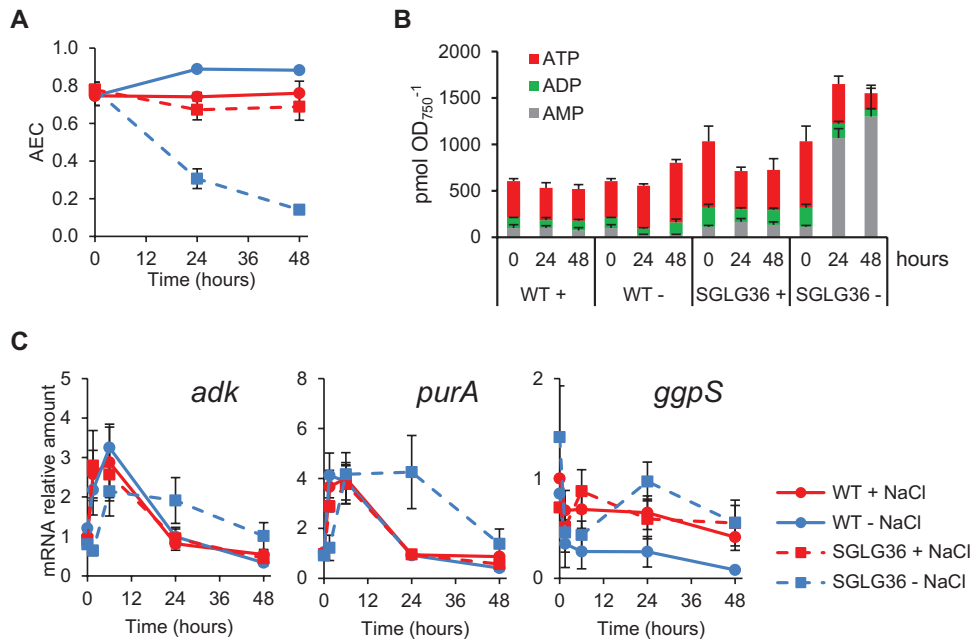 A
AEC
1.0
0.8
0.6
0.4
0.2
0.0
0 12 24 36 48
Time (hours)
B
pmol OD750-1
2000
1500
1000
500
0
ATP
ADP
AMP
0 24 48 0 24 48 0 24 48 0 24 48 hours
WT + WT - SGLG36 + SGLG36 -
C
mRNA relative amount
adk
5
4
3
2
1
0
0 12 24 36 48
Time (hours)
purA
8
6
4
2
0
0 12 24 36 48
Time (hours)
ggpS
2
1
0
0 12 24 36 48
Time (hours)
WT + NaCl
WT - NaCl
SGLG36 + NaCl
SGLG36 - NaCl